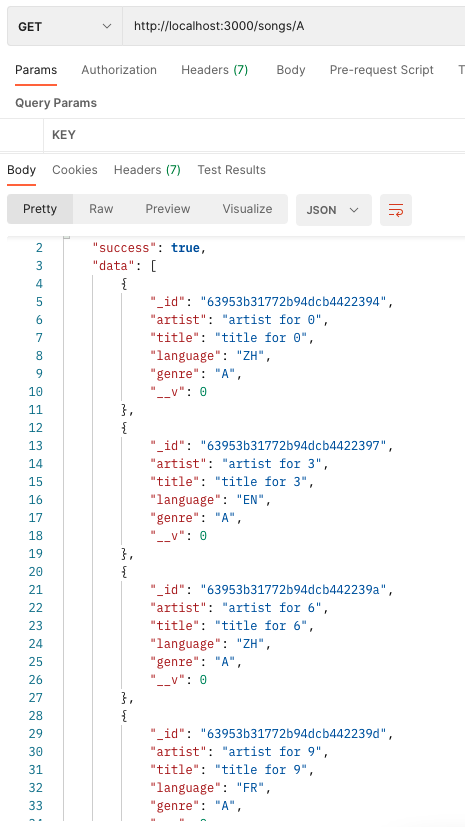 GET http://localhost:3000/songs/A
Params Authorization Headers (7) Body Pre-request Script T
Query Params
KEY
Body Cookies Headers (7) Test Results
Pretty Raw Preview Visualize JSON
2 "success": true,
3 "data": [
4 {
5 "_id": "63953b31772b94dcb4422394",
6 "artist": "artist for 0",
7 "title": "title for 0",
8 "language": "ZH",
9 "genre": "A",
10 "__v": 0
11 },
12 {
13 "_id": "63953b31772b94dcb4422397",
14 "artist": "artist for 3",
15 "title": "title for 3",
16 "language": "EN",
17 "genre": "A",
18 "__v": 0
19 },
20 {
21 "_id": "63953b31772b94dcb442239a",
22 "artist": "artist for 6",
23 "title": "title for 6",
24 "language": "ZH",
25 "genre": "A",
26 "__v": 0
27 },
28 {
29 "_id": "63953b31772b94dcb442239d",
30 "artist": "artist for 9",
31 "title": "title for 9",
32 "language": "FR",
33 "genre": "A",